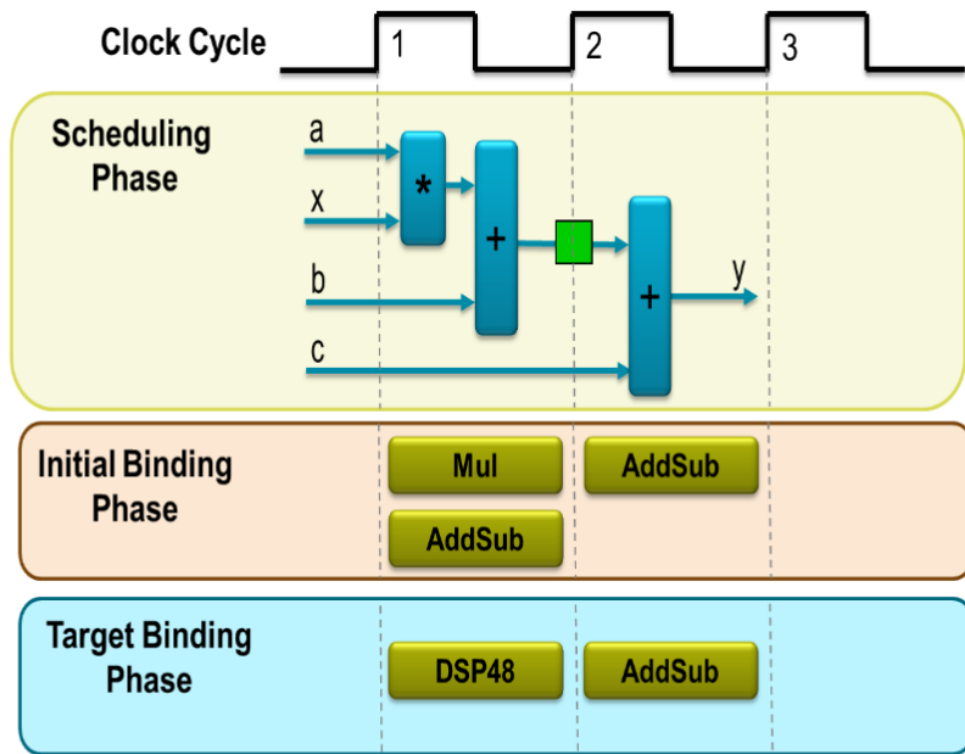 Clock Cycle
1
2
3
Scheduling
Phase
a
x
b
c
*
+
+
y
Initial Binding
Phase
Mul
AddSub
AddSub
Target Binding
Phase
DSP48
AddSub